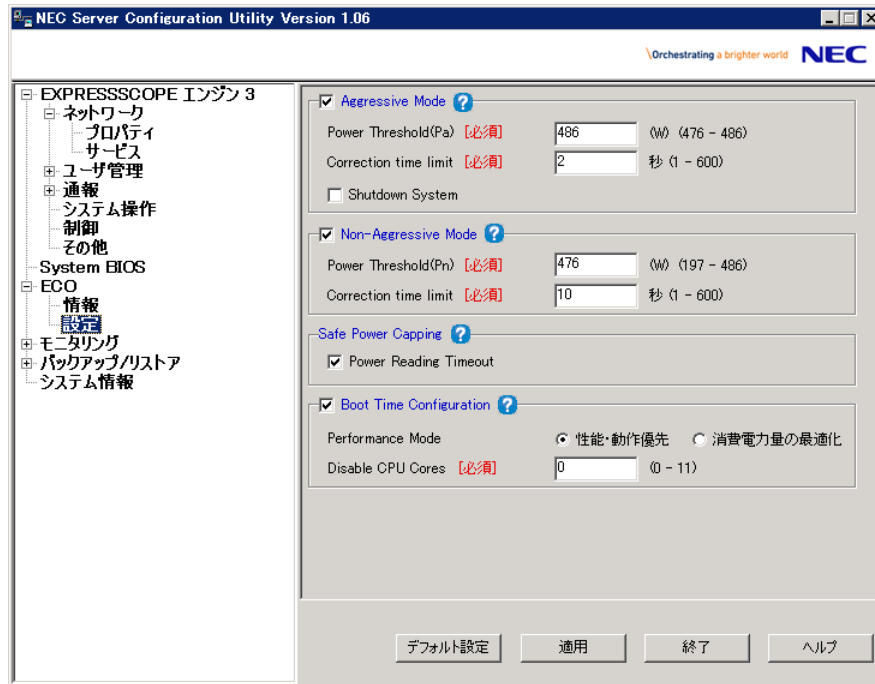 NEC Server Configuration Utility Version 1.06
\Orchestrating a brighter world NEC
EXPRESSSCOPE エンジン 3
ネットワーク
プロパティ
サービス
ユーザ管理
通報
システム操作
制御
その他
System BIOS
ECO
情報
設定
モニタリング
バックアップ/リストア
システム情報
Aggressive Mode ?
Power Threshold(Pa) [必須] 486 (W) (476 - 486)
Correction time limit [必須] 2 秒 (1 - 600)
Shutdown System
Non-Aggressive Mode ?
Power Threshold(Pn) [必須] 476 (W) (197 - 486)
Correction time limit [必須] 10 秒 (1 - 600)
Safe Power Capping ?
Power Reading Timeout
Boot Time Configuration ?
Performance Mode 性能・動作優先 消費電力量の最適化
Disable CPU Cores [必須] 0 (0 - 11)
デフォルト設定 適用 終了 ヘルプ